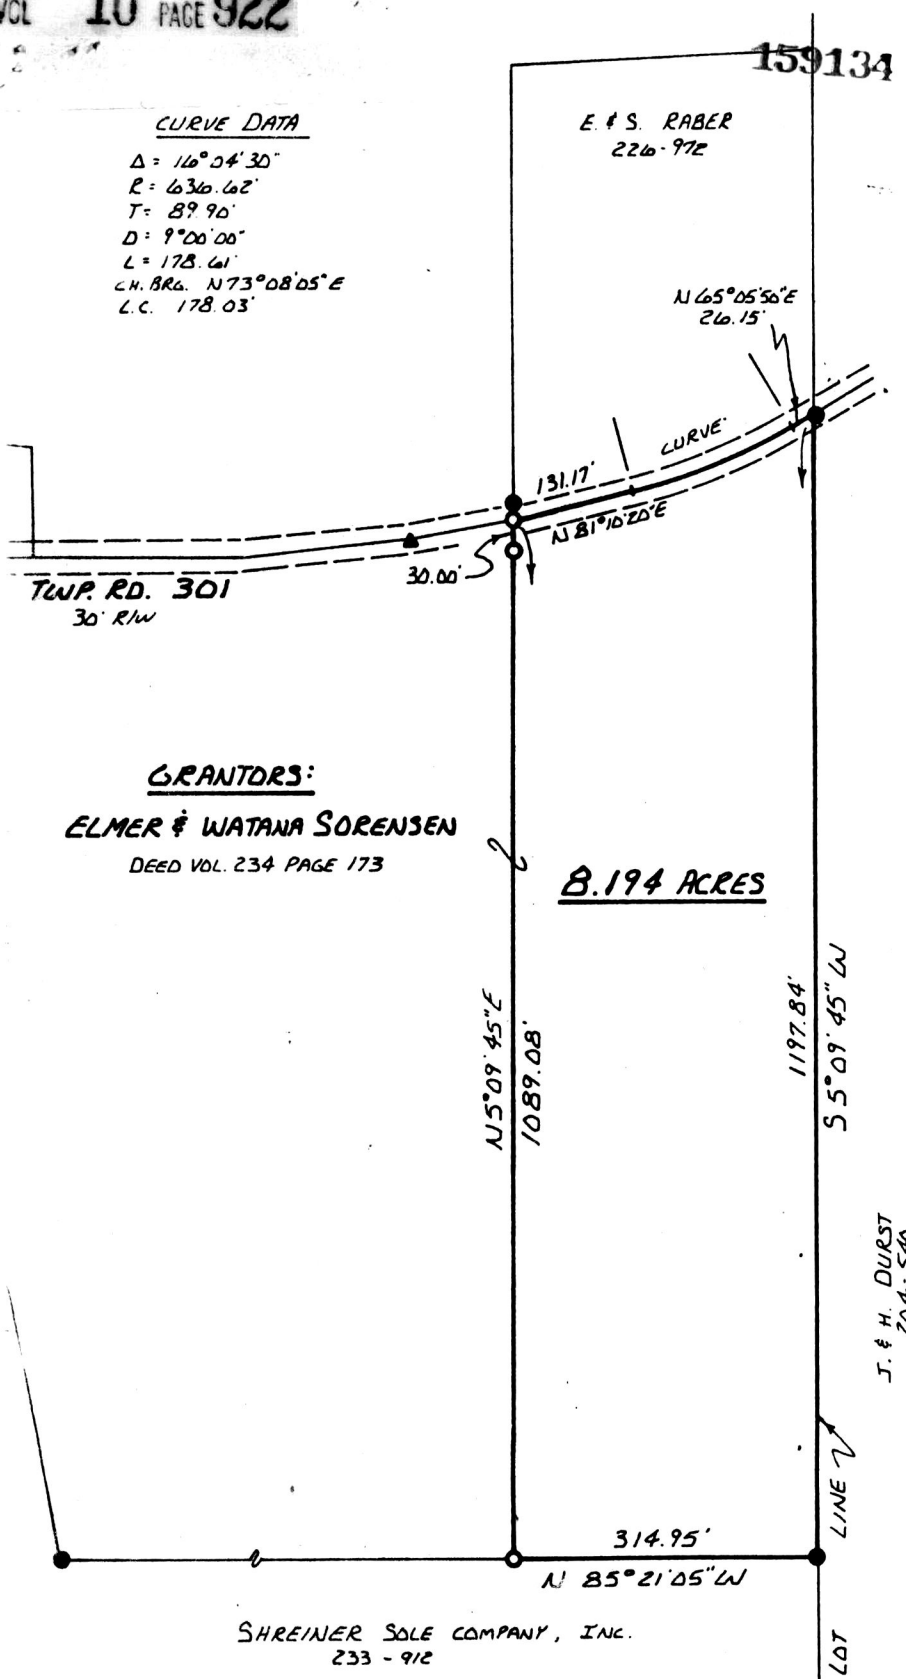 VOL 10 PAGE 922
159134
CURVE DATA
Δ = 16°04'30"
R = 636.62'
T = 89.90'
D = 9°00'00"
L = 178.61'
CH. BRG. N73°08'05"E
L.C. 178.03'
E. & S. RABER
226-972
N65°05'50"E
26.15'
CURVE
131.17'
N 81°10'20"E
30.00'
TWP. RD. 301
30' R/W
GRANTORS:
ELMER & WATANA SORENSEN
DEED VOL. 234 PAGE 173
8.194 ACRES
N5°09'45"E
1089.08'
1197.84'
S5°09'45"W
J. & H. DURST
LOT LINE
314.95'
N 85°21'05"W
SHREINER SOLE COMPANY, INC.
233-912